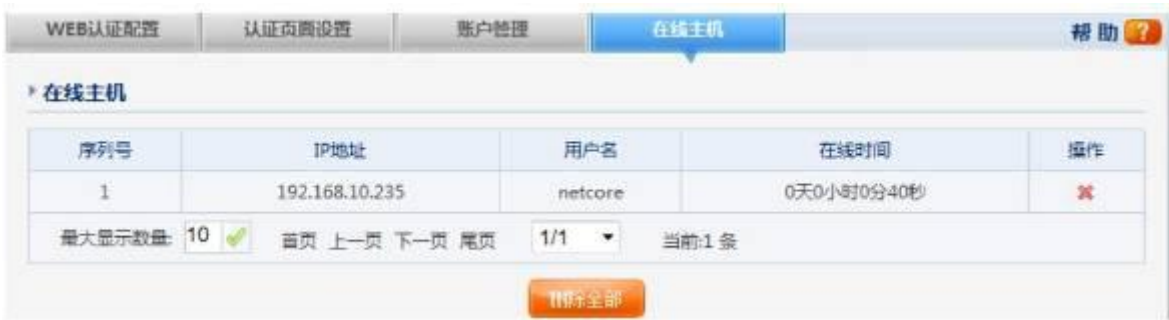 WEB认证配置 认证页面设置 账户管理 在线主机 帮助 ?
在线主机
序列号 IP地址 用户名 在线时间 操作
1 192.168.10.235 netcore 0天0小时0分40秒
最大显示数量: 10 首页 上一页 下一页 尾页 1/1 当前:1 条
删除全部